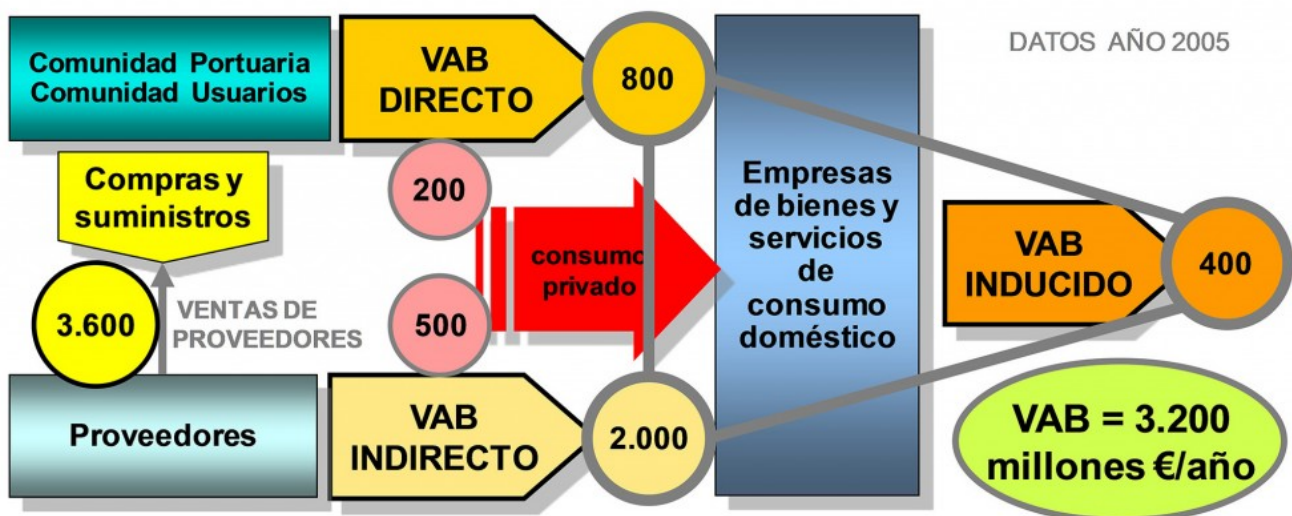 Comunidad Portuaria
Comunidad Usuarios
VAB
DIRECTO
800
DATOS AÑO 2005
Compras y
suministros
200
consumo
privado
Empresas
de bienes y
servicios
de
consumo
doméstico
VAB
INDUCIDO
400
3.600
VENTAS DE
PROVEEDORES
500
Proveedores
VAB
INDIRECTO
2.000
VAB = 3.200
millones €/año